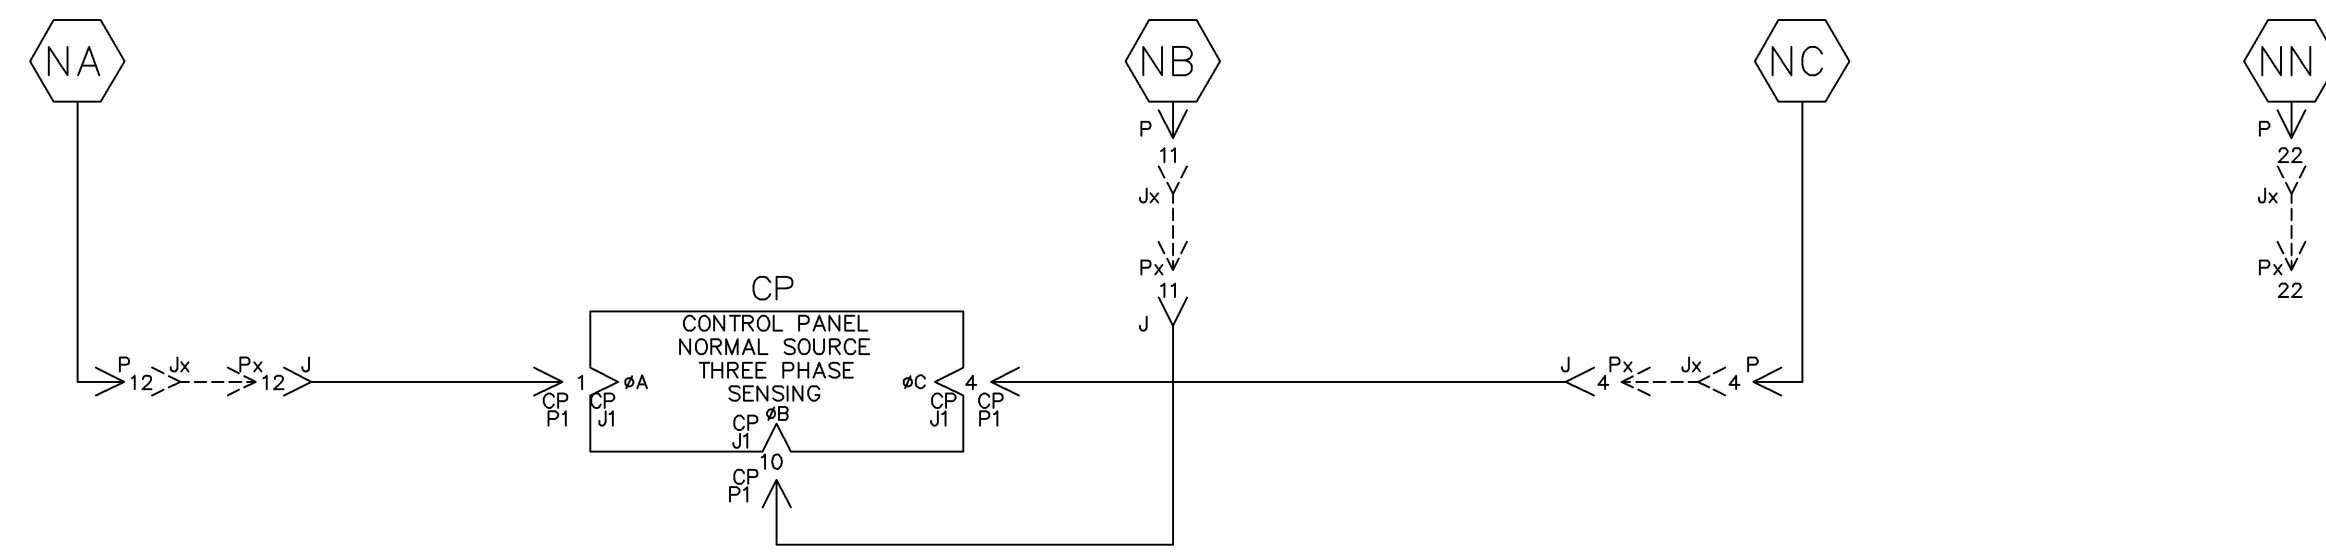 NA
NB
NC
NN
P
11
Jx
Px
11
J
P
22
Jx
Px
22
CP
CONTROL PANEL
NORMAL SOURCE
THREE PHASE
SENSING
P
12
Jx
Px
12
J
1
øA
CP
P1
CP
J1
øB
CP
J1
10
CP
P1
øC
4
CP
J1
CP
P1
J
4
Px
Jx
4
P